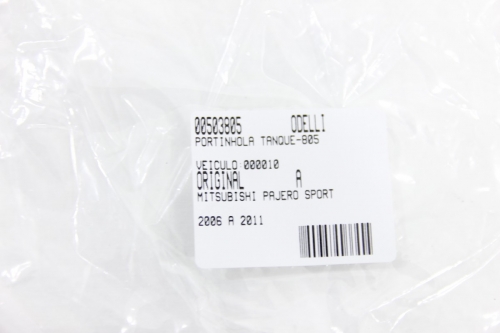 00503805 ODELLI
PORTINHOLA TANQUE-805
VEICULO 000010
ORIGINAL A
MITSUBISHI PAJERO SPORT
2006 A 2011